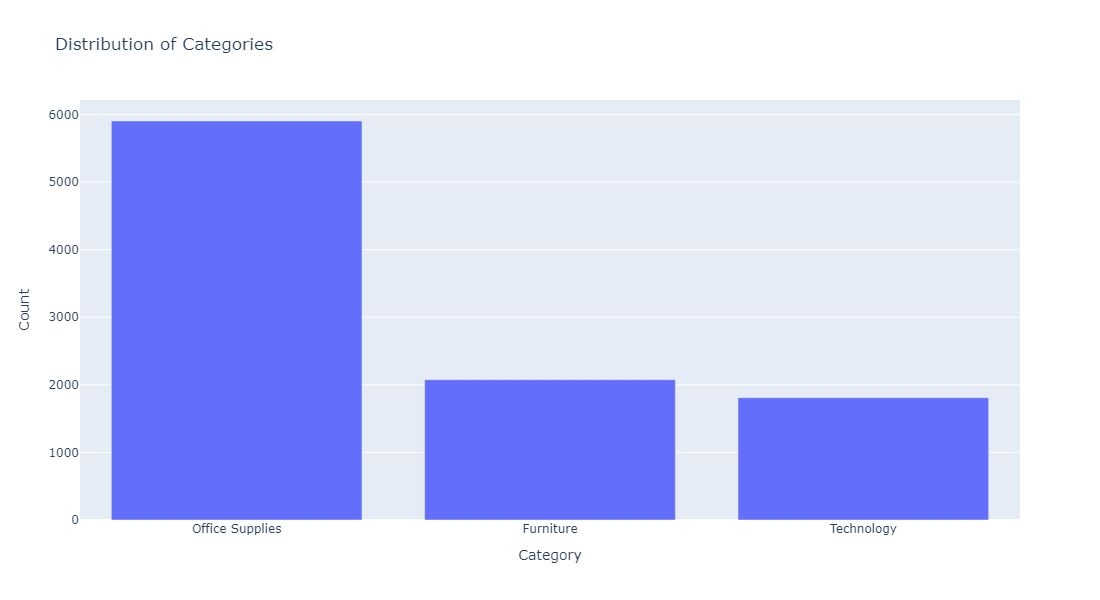 Distribution of Categories
6000
5000
4000
3000
2000
1000
0
Count
Office Supplies
Furniture
Technology
Category